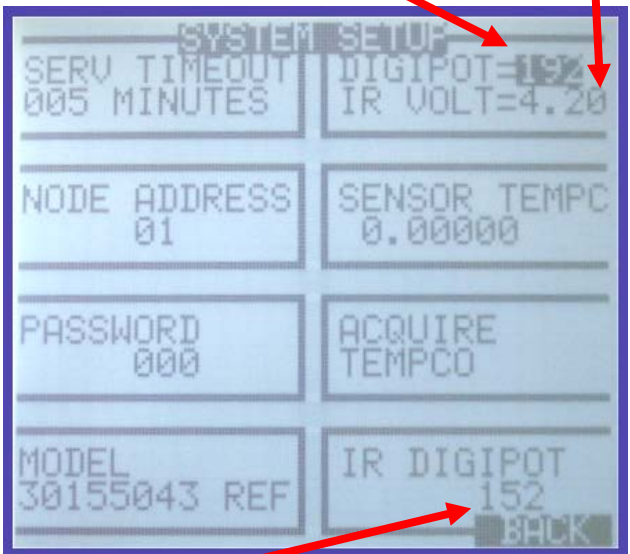 SYSTEM SETUP
SERV TIMEOUT
005 MINUTES
DIGIPOT=192
IR VOLT=4.20
NODE ADDRESS
01
SENSOR TEMPC
0.00000
PASSWORD
000
ACQUIRE
TEMPCO
MODEL
30155043 REF
IR DIGIPOT
152
BACK